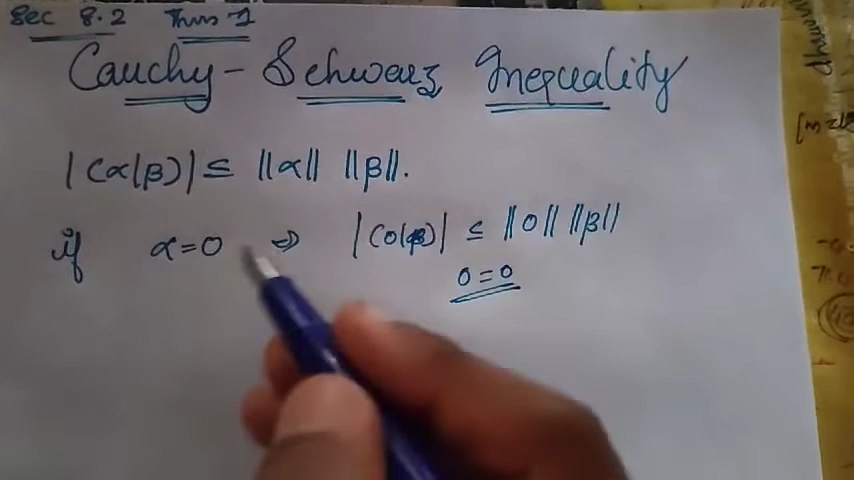 Sec 8.2 Thm 1
Cauchy-Schwarz Inequality
|(α|β)| ≤ ||α|| ||β||.
if α=0 ⇒ |(0|β)| ≤ ||0|| ||β||
0=0